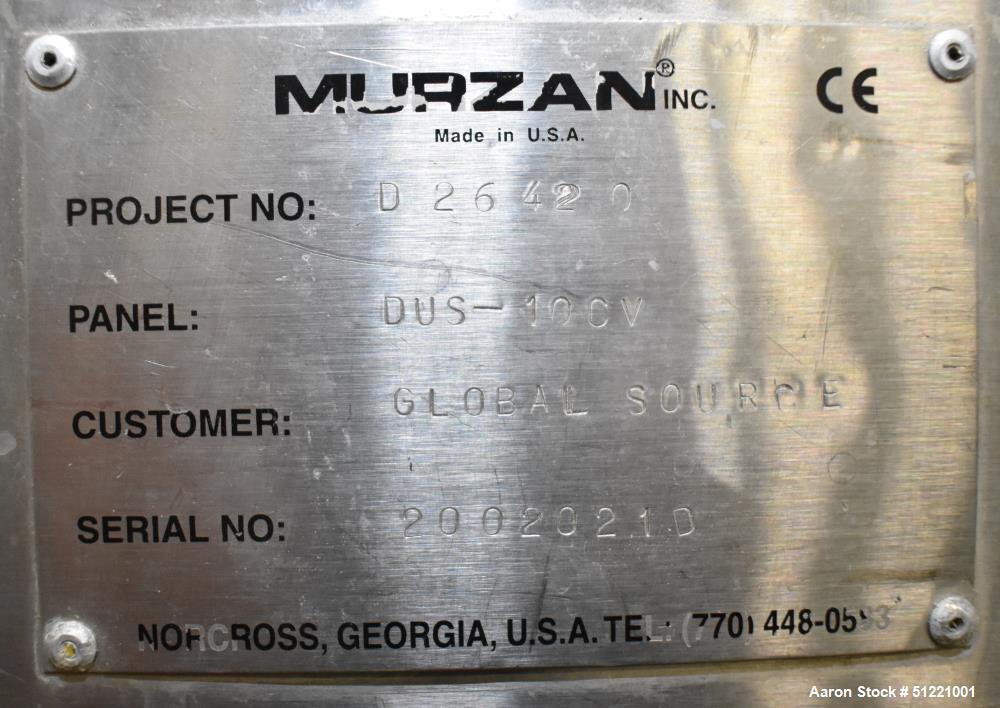 MURZAN® INC.
CE
Made in U.S.A.
PROJECT NO: D 26420
PANEL: DUS-10CV
CUSTOMER: GLOBAL SOURCE
SERIAL NO: 2002021D
NORCROSS, GEORGIA, U.S.A. TEL: (770) 448-0583
Aaron Stock # 51221001